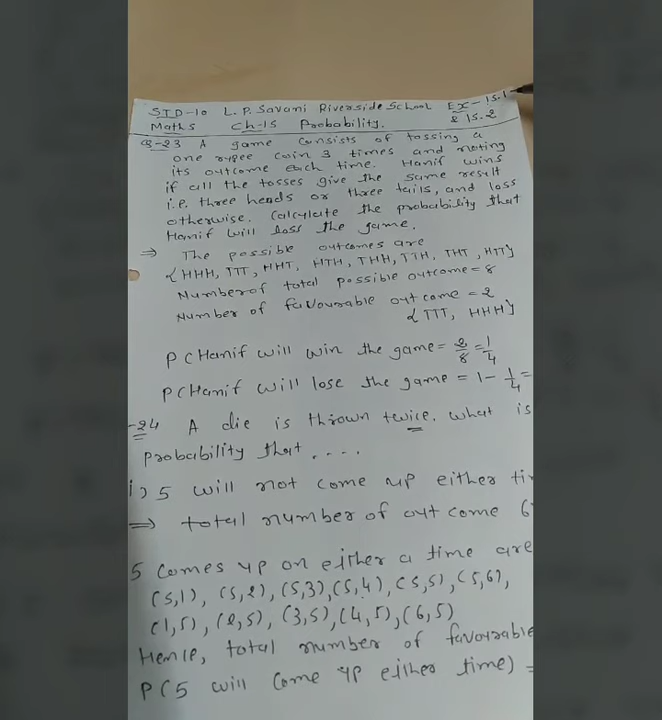 STD-10 L.P. Savani Riverside School Ex-15.1
Maths Ch-15 Probability. & 15.2
Q-23 A game consists of tossing a
one rupee coin 3 times and noting
its outcome each time. Hanif wins
if all the tosses give the same result
i.e. three heads or three tails, and loss
otherwise. Calculate the probability that
Hanif will loss the game.
⇒ The possible outcomes are
{HHH, TTT, HHT, HTH, THH, TTH, THT, HTT}
Number of total possible outcome = 8
Number of favourable outcome = 2
{TTT, HHH}
P(Hanif will win the game = 2/8 = 1/4
P(Hanif will lose the game = 1 - 1/4 =
-24 A die is thrown twice. what is
probability that ....
i) 5 will not come up either ti
⇒ total number of out come 6
5 comes up on either a time are
(5,1), (5,2), (5,3), (5,4), (5,5), (5,6),
(1,5), (2,5), (3,5), (4,5), (6,5)
Hence, total number of favourable
P(5 will come up either time) =